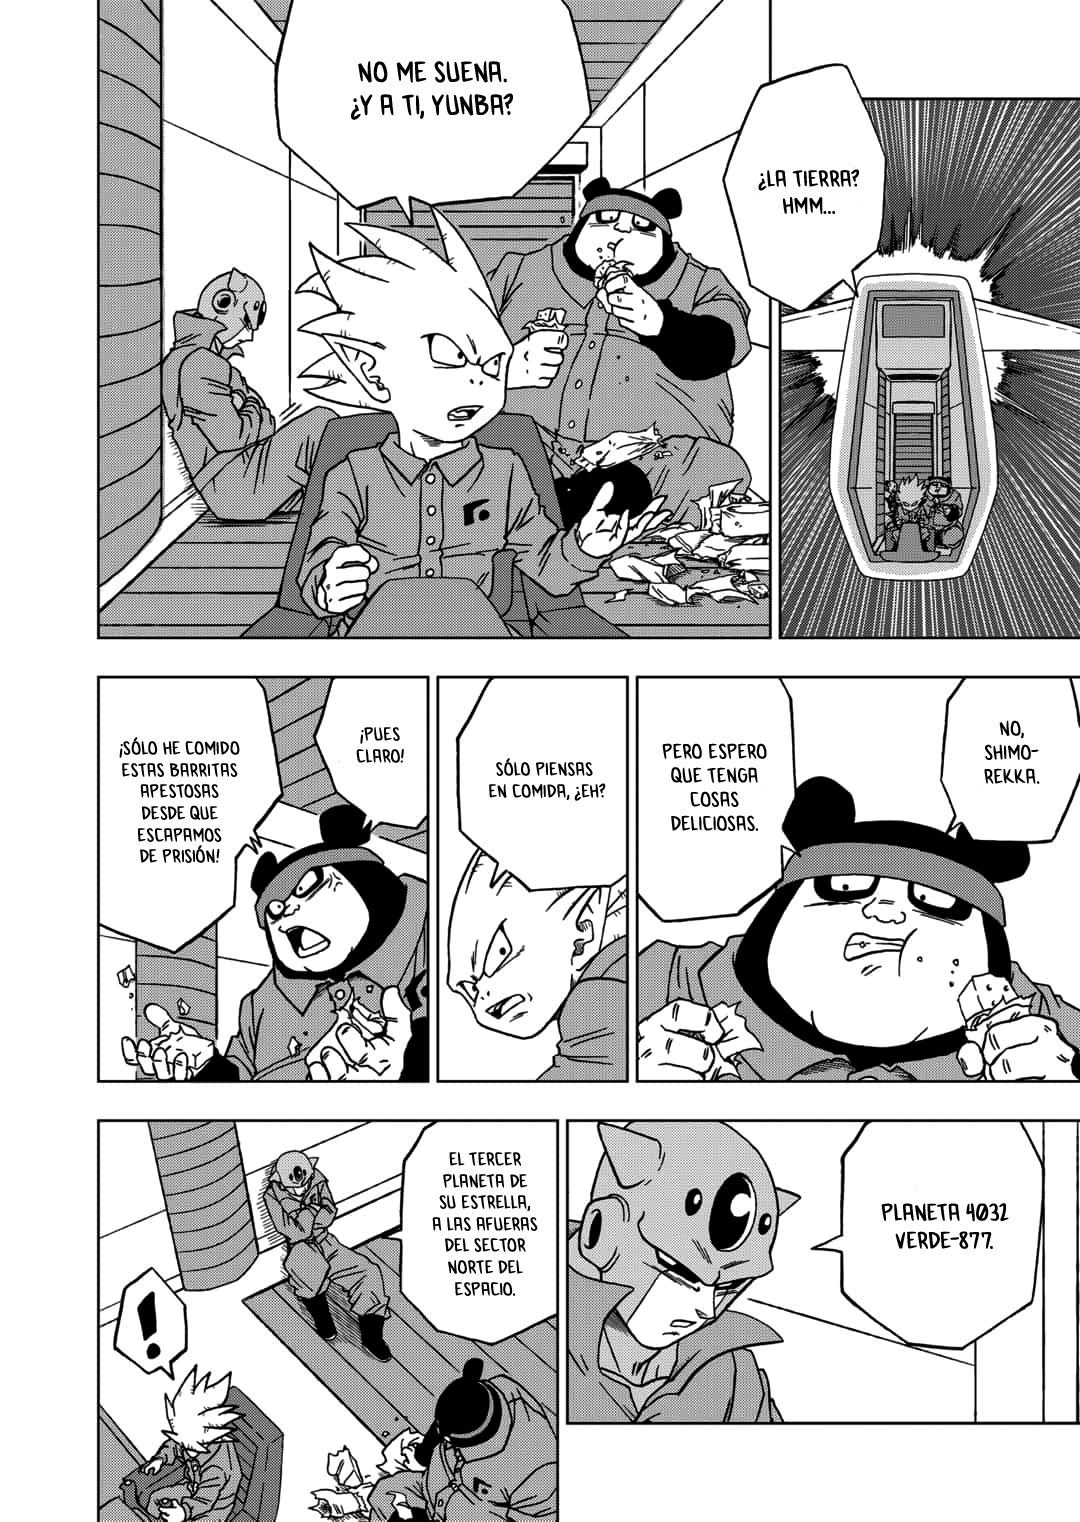 ¿LA TIERRA?
HMM...
NO ME SUENA.
¿Y A TI, YUNBA?
NO,
SHIMO-
REKKA.
PERO ESPERO
QUE TENGA
COSAS
DELICIOSAS.
SÓLO PIENSAS
EN COMIDA, ¿EH?
¡PUES
CLARO!
¡SÓLO HE COMIDO
ESTAS BARRITAS
APESTOSAS
DESDE QUE
ESCAPAMOS
DE PRISIÓN!
PLANETA 4032
VERDE-877.
EL TERCER
PLANETA DE
SU ESTRELLA,
A LAS AFUERAS
DEL SECTOR
NORTE DEL
ESPACIO.
!